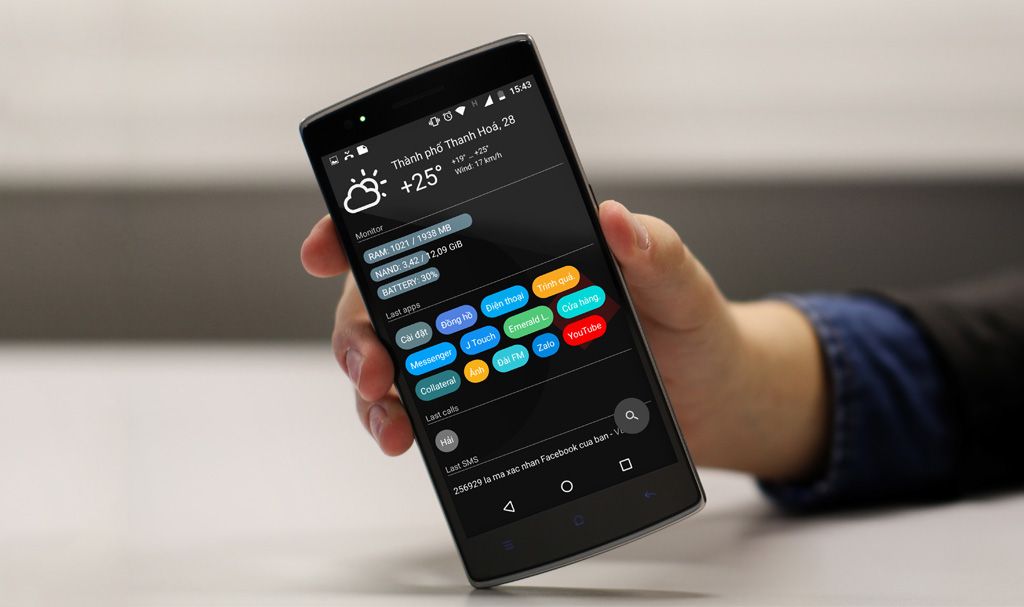 15:43
Thành phố Thanh Hoá, 28
+25°
+19° .. +25°
Wind: 17 km/h
Monitor
RAM: 1021 / 1938 MB
NAND: 3,42 / 12,09 GiB
BATTERY: 30%
Last apps
Cài đặt Đồng hồ Điện thoại Trình quả.
Messenger J Touch Emerald L. Cửa hàng.
Collateral Ảnh Đài FM Zalo YouTube
Last calls
Hải
Last SMS
256929 la ma xac nhan Facebook cua ban -